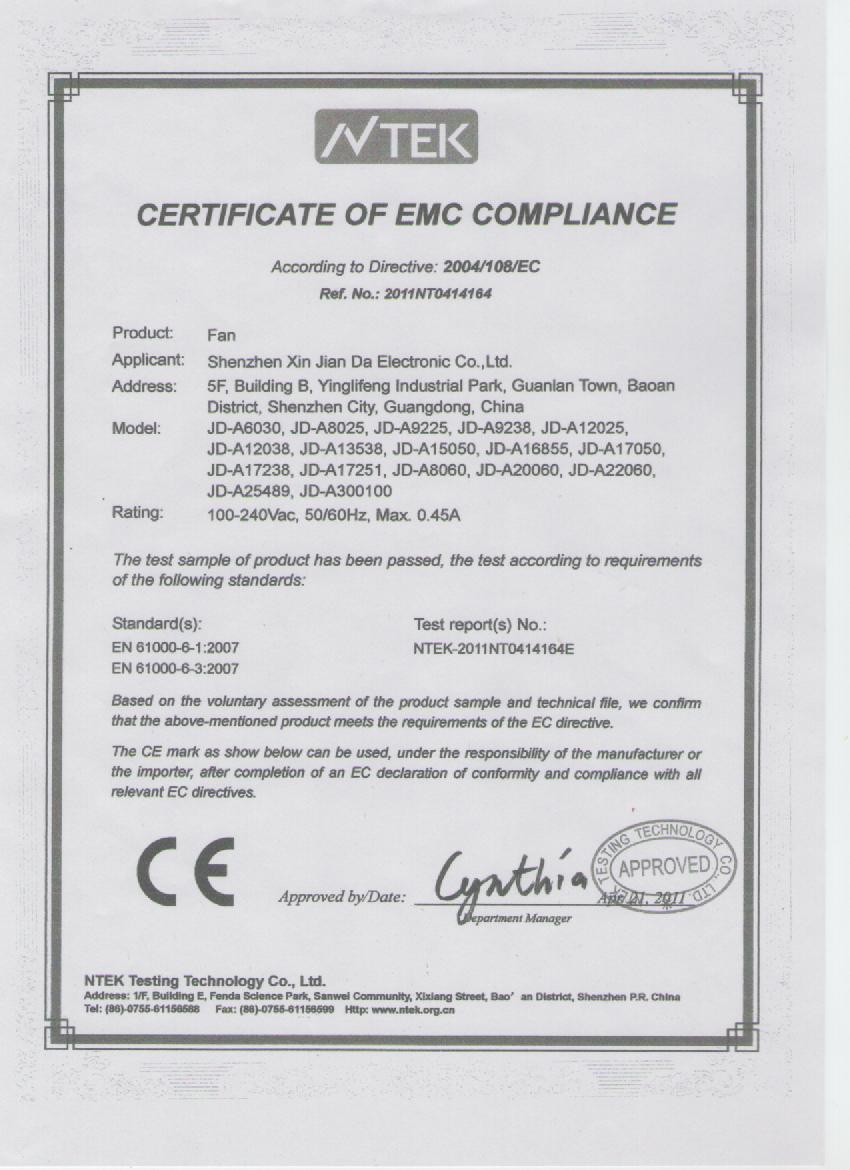 NTEK
CERTIFICATE OF EMC COMPLIANCE
According to Directive: 2004/108/EC
Ref. No.: 2011NT0414164
Product: Fan
Applicant: Shenzhen Xin Jian Da Electronic Co.,Ltd.
Address: 5F, Building B, Yinglifeng Industrial Park, Guanlan Town, Baoan
District, Shenzhen City, Guangdong, China
Model: JD-A6030, JD-A8025, JD-A9225, JD-A9238, JD-A12025,
JD-A12038, JD-A13538, JD-A15050, JD-A16855, JD-A17050,
JD-A17238, JD-A17251, JD-A8060, JD-A20060, JD-A22060,
JD-A25489, JD-A300100
Rating: 100-240Vac, 50/60Hz, Max. 0.45A
The test sample of product has been passed, the test according to requirements
of the following standards:
Standard(s): Test report(s) No.:
EN 61000-6-1:2007 NTEK-2011NT0414164E
EN 61000-6-3:2007
Based on the voluntary assessment of the product sample and technical file, we confirm
that the above-mentioned product meets the requirements of the EC directive.
The CE mark as show below can be used, under the responsibility of the manufacturer or
the importer, after completion of an EC declaration of conformity and compliance with all
relevant EC directives.
CE
Approved by/Date: Cynthia Apr/21, 2011
Department Manager
NTEK TESTING TECHNOLOGY CO., LTD.
APPROVED
NTEK Testing Technology Co., Ltd.
Address: 1/F, Building E, Fenda Science Park, Sanwei Community, Xixiang Street, Bao' an District, Shenzhen P.R. China
Tel: (86)-0755-61156588 Fax: (86)-0755-61156599 Http: www.ntek.org.cn